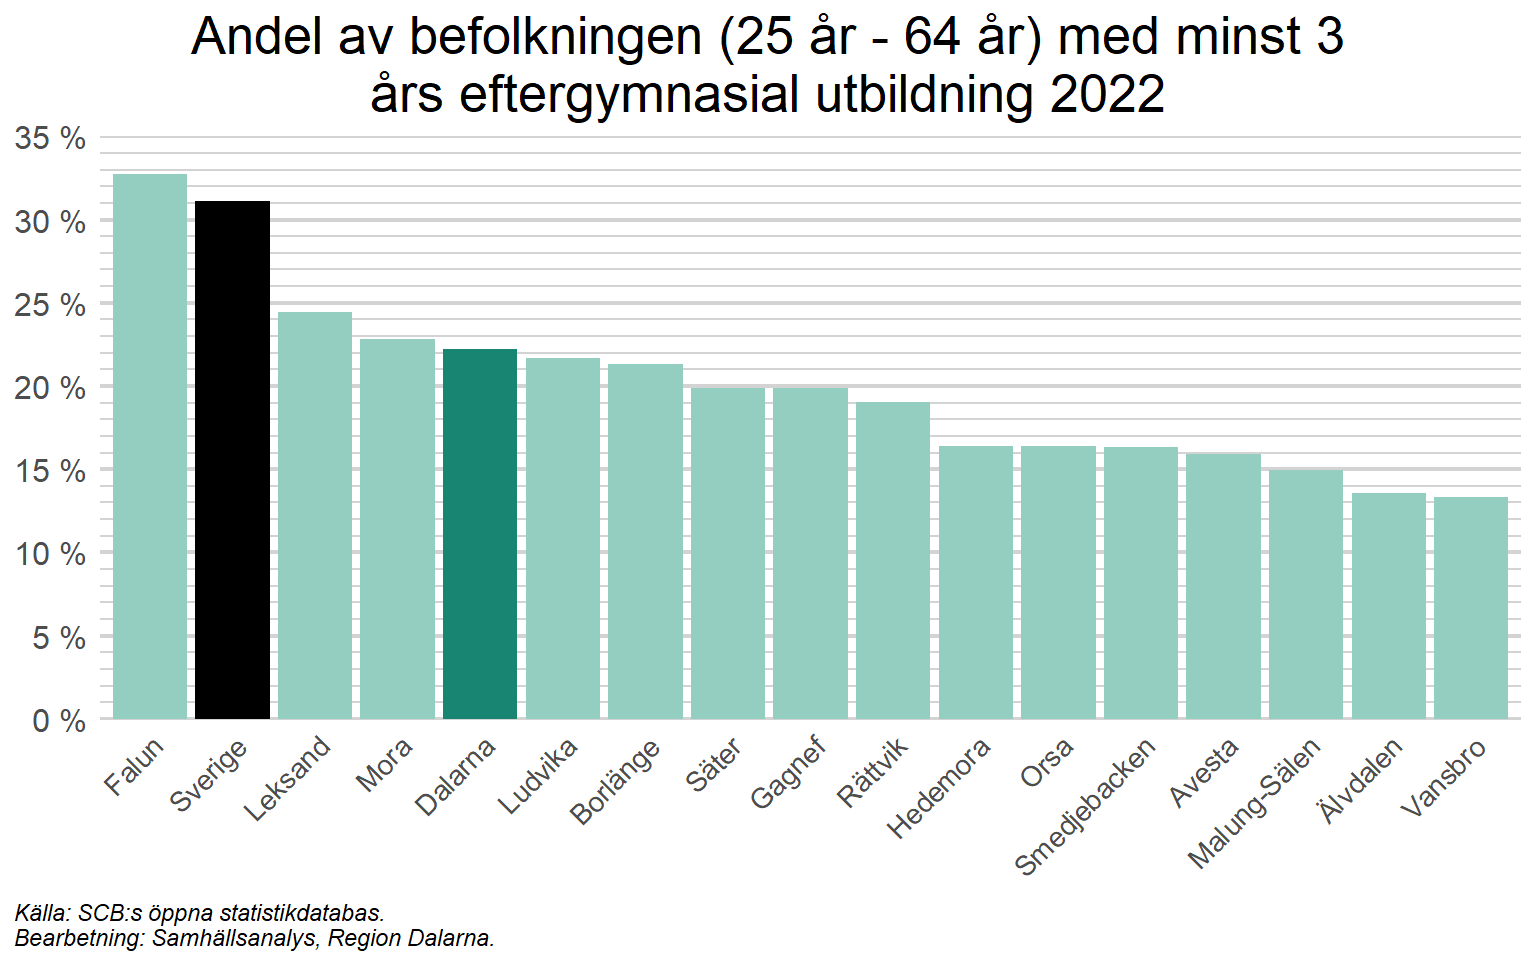 Andel av befolkningen (25 år - 64 år) med minst 3
års eftergymnasial utbildning 2022
35 %
30 %
25 %
20 %
15 %
10 %
5 %
0 %
Falun
Sverige
Leksand
Mora
Dalarna
Ludvika
Borlänge
Säter
Gagnef
Rättvik
Hedemora
Orsa
Smedjebacken
Avesta
Malung-Sälen
Älvdalen
Vansbro
Källa: SCB:s öppna statistikdatabas.
Bearbetning: Samhällsanalys, Region Dalarna.